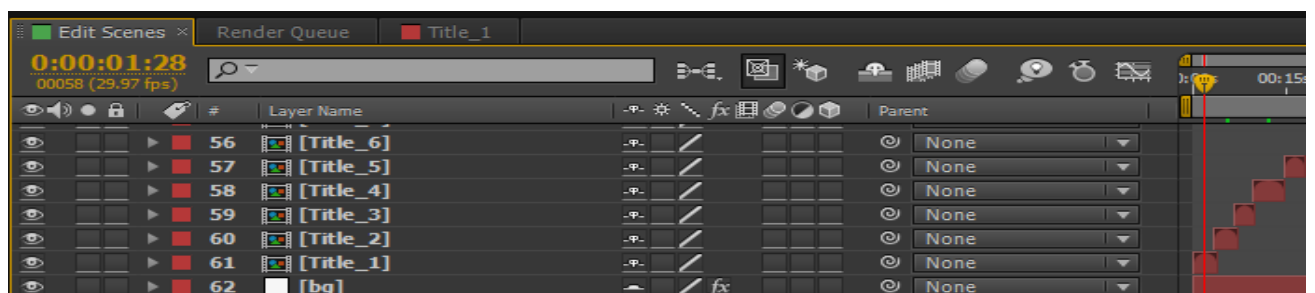 Edit Scenes × Render Queue Title_1
0:00:01:28
00058 (29.97 fps)
00:15s
# Layer Name fx Parent
56 [Title_6] None
57 [Title_5] None
58 [Title_4] None
59 [Title_3] None
60 [Title_2] None
61 [Title_1] None
62 [bg] fx None